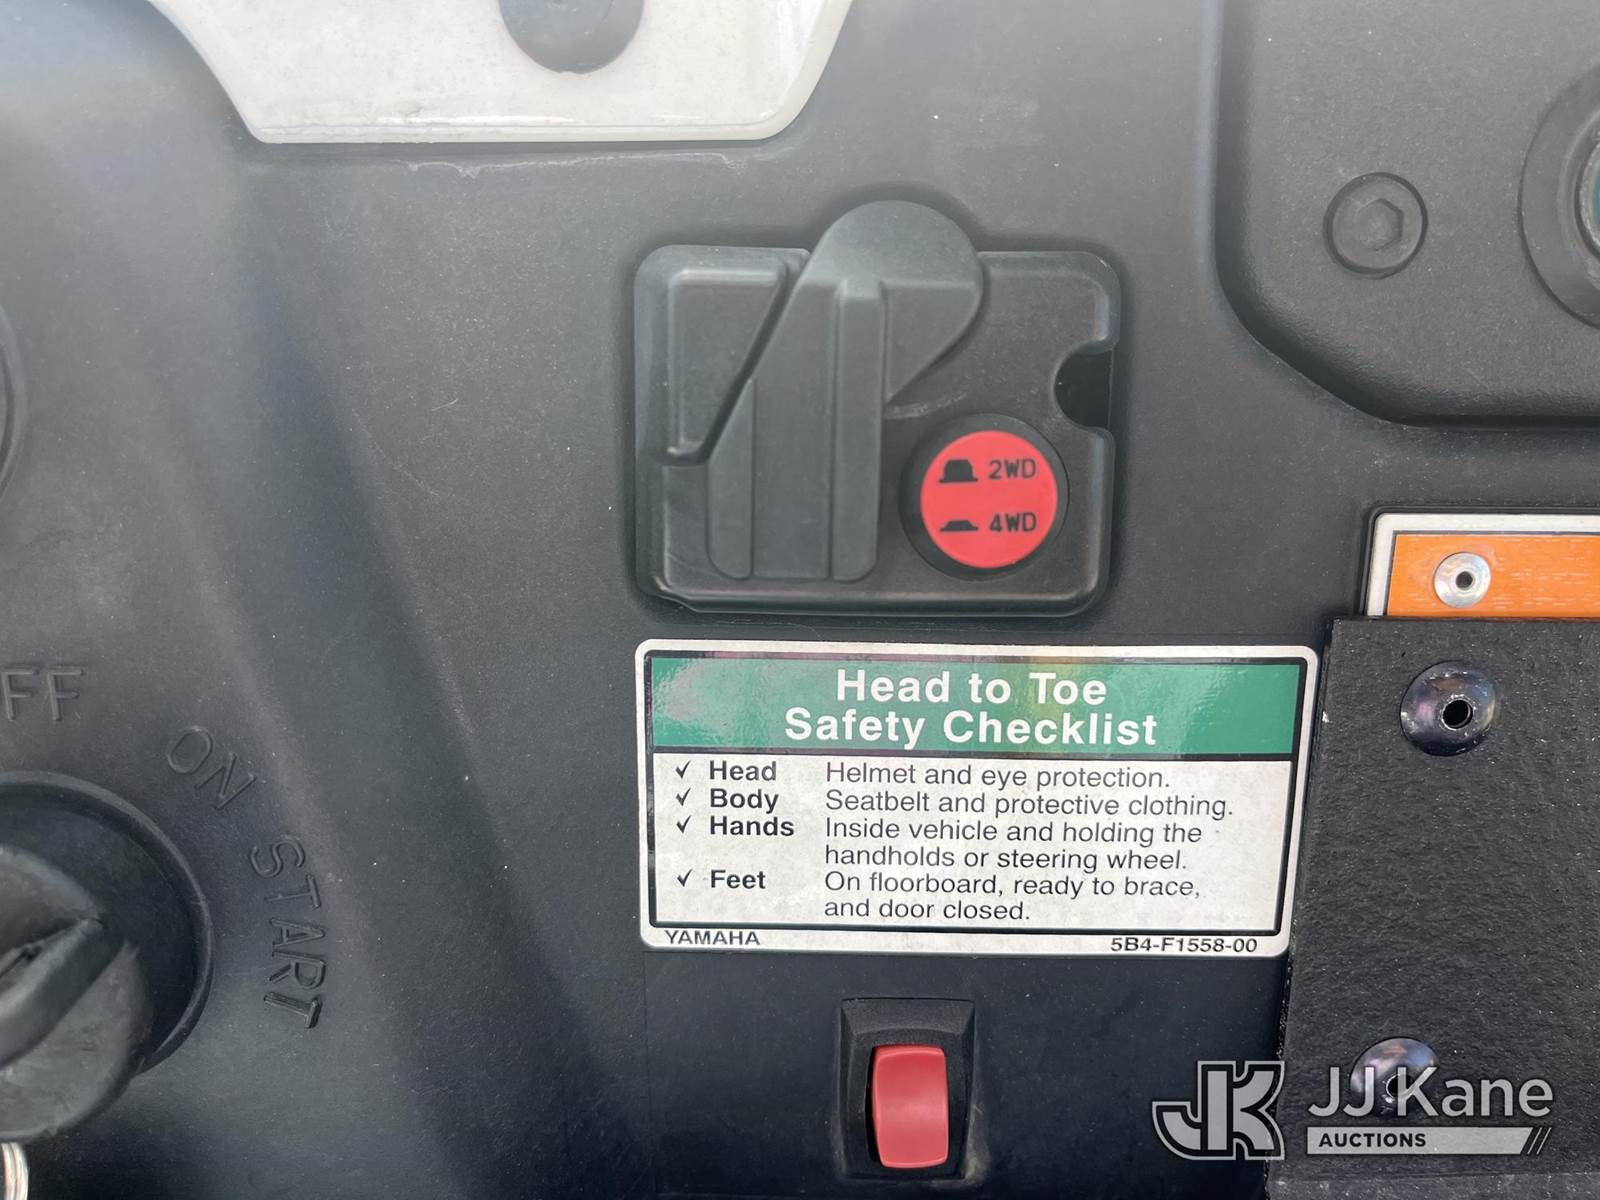 2WD
4WD
FF
ON
START
Head to Toe
Safety Checklist
✓ Head Helmet and eye protection.
✓ Body Seatbelt and protective clothing.
✓ Hands Inside vehicle and holding the
handholds or steering wheel.
✓ Feet On floorboard, ready to brace,
and door closed.
YAMAHA 5B4-F1558-00
JK JJ Kane
AUCTIONS